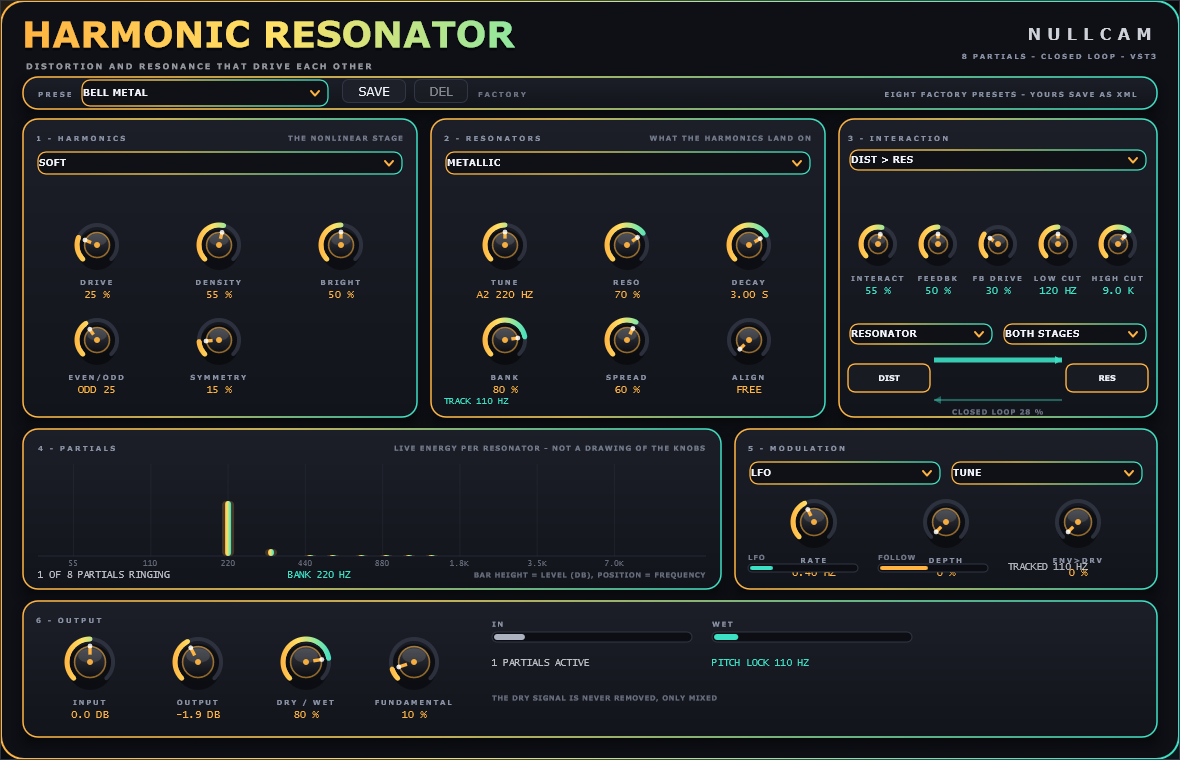 HARMONIC RESONATOR
NULLCAM
DISTORTION AND RESONANCE THAT DRIVE EACH OTHER
8 PARTIALS - CLOSED LOOP - VST3
PRESE BELL METAL SAVE DEL FACTORY EIGHT FACTORY PRESETS - YOURS SAVE AS XML
1 - HARMONICS THE NONLINEAR STAGE
SOFT
DRIVE DENSITY BRIGHT
25 % 55 % 50 %
EVEN/ODD SYMMETRY
ODD 25 15 %
2 - RESONATORS WHAT THE HARMONICS LAND ON
METALLIC
TUNE RESO DECAY
A2 220 HZ 70 % 3.00 S
BANK SPREAD ALIGN
80 % 60 % FREE
TRACK 110 HZ
3 - INTERACTION
DIST > RES
INTERACT FEEDBK FB DRIVE LOW CUT HIGH CUT
55 % 50 % 30 % 120 HZ 9.0 K
RESONATOR BOTH STAGES
DIST RES
CLOSED LOOP 28 %
4 - PARTIALS LIVE ENERGY PER RESONATOR - NOT A DRAWING OF THE KNOBS
55 110 220 440 880 1.8K 3.5K 7.0K
1 OF 8 PARTIALS RINGING BANK 220 HZ BAR HEIGHT = LEVEL (DB), POSITION = FREQUENCY
5 - MODULATION
LFO TUNE
LFO RATE FOLLOW DEPTH ENV>DRV
TRACKED 110 HZ
0.40 HZ 0 % 0 %
6 - OUTPUT
INPUT OUTPUT DRY / WET FUNDAMENTAL
0.0 DB -1.9 DB 80 % 10 %
IN WET
1 PARTIALS ACTIVE PITCH LOCK 110 HZ
THE DRY SIGNAL IS NEVER REMOVED, ONLY MIXED